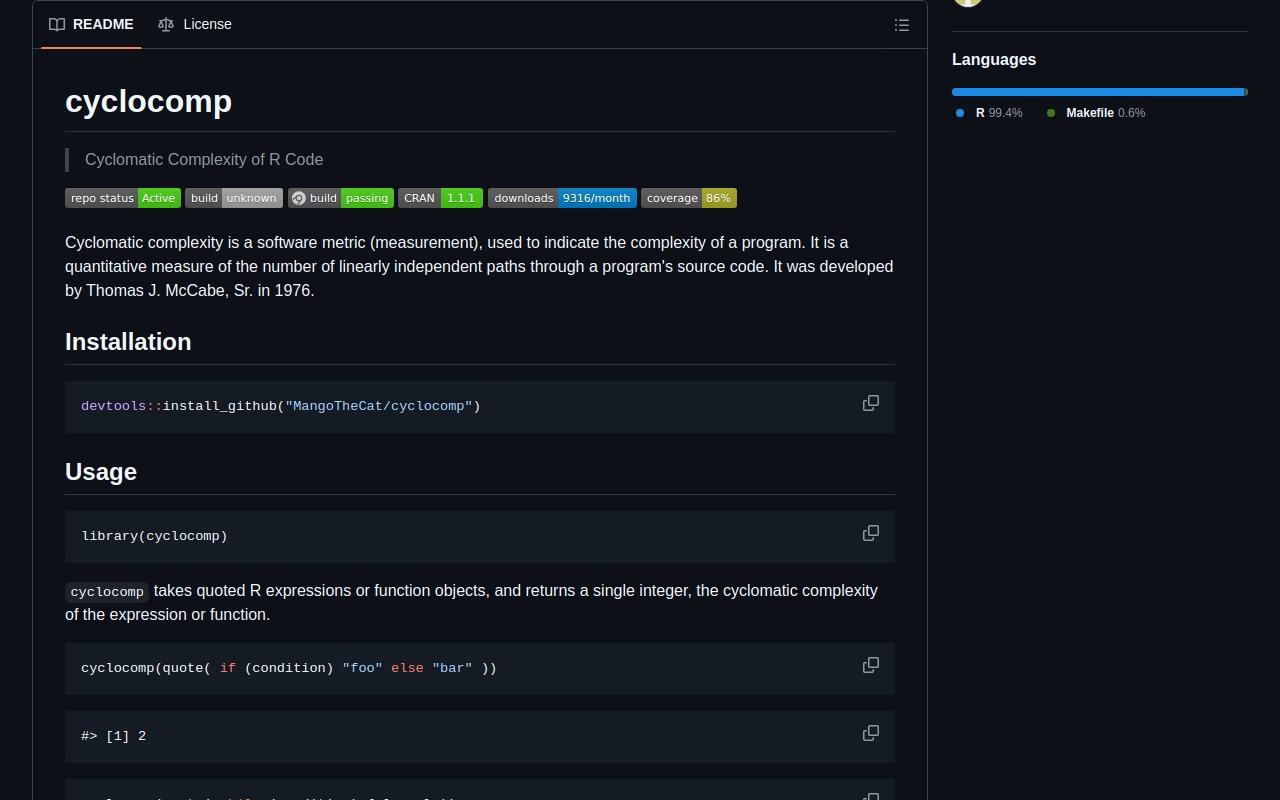 README License
cyclocomp
Cyclomatic Complexity of R Code
repo status Active build unknown build passing CRAN 1.1.1 downloads 9316/month coverage 86%
Cyclomatic complexity is a software metric (measurement), used to indicate the complexity of a program. It is a
quantitative measure of the number of linearly independent paths through a program's source code. It was developed
by Thomas J. McCabe, Sr. in 1976.
Installation
devtools::install_github("MangoTheCat/cyclocomp")
Usage
library(cyclocomp)
cyclocomp takes quoted R expressions or function objects, and returns a single integer, the cyclomatic complexity
of the expression or function.
cyclocomp(quote( if (condition) "foo" else "bar" ))
#> [1] 2
Languages
R 99.4% Makefile 0.6%